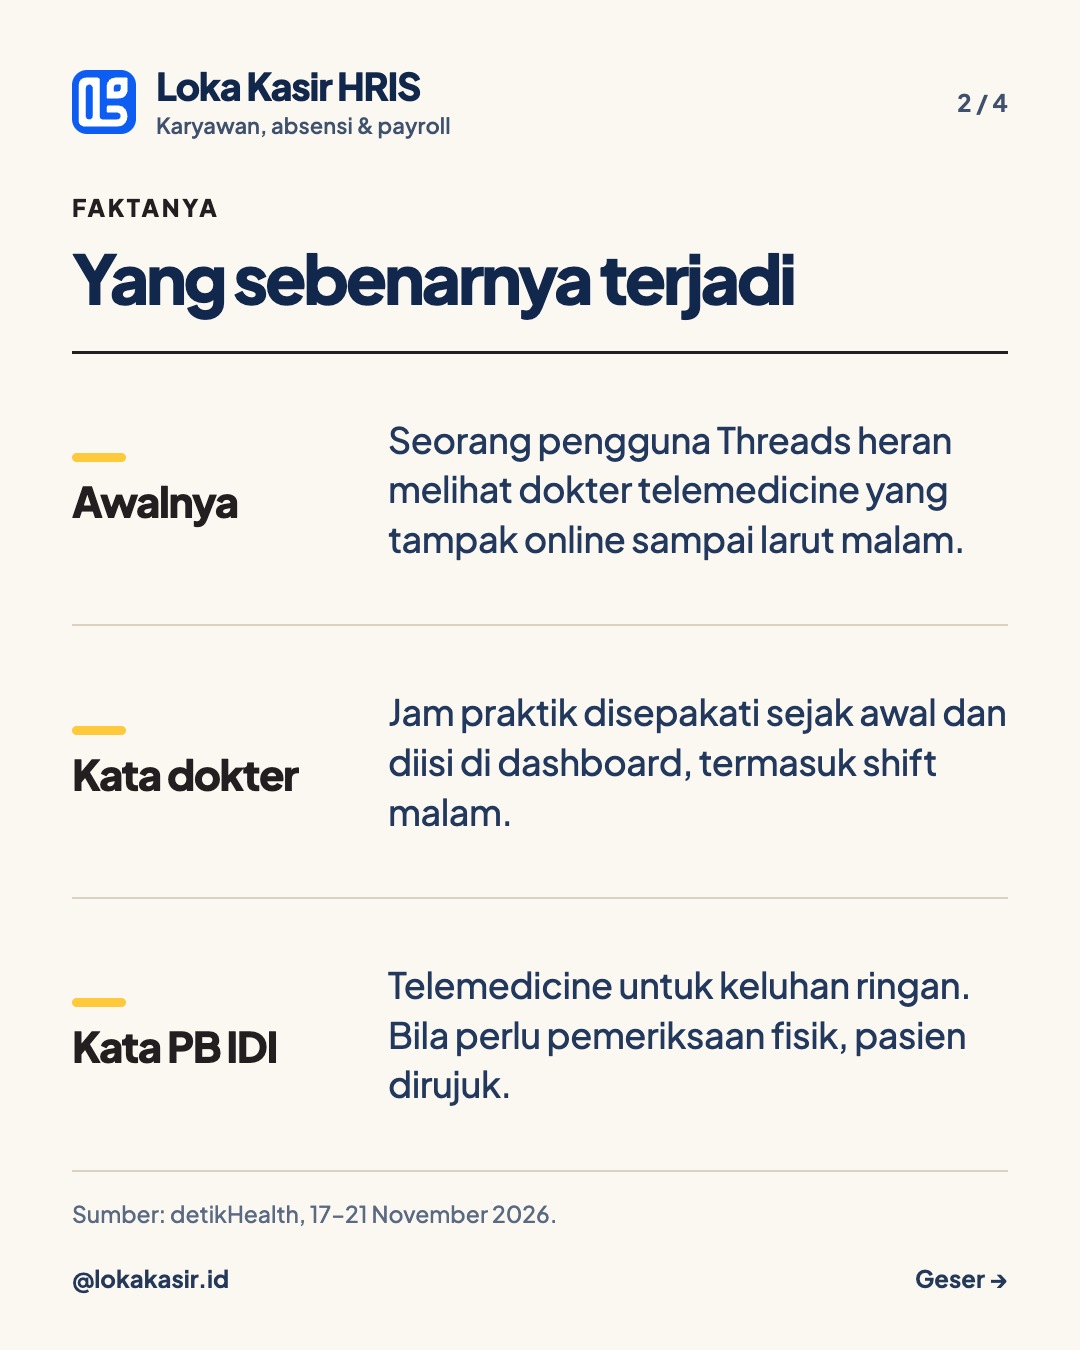 Loka Kasir HRIS
Karyawan, absensi & payroll
2 / 4
FAKTANYA
Yang sebenarnya terjadi
Awalnya
Seorang pengguna Threads heran
melihat dokter telemedicine yang
tampak online sampai larut malam.
Kata dokter
Jam praktik disepakati sejak awal dan
diisi di dashboard, termasuk shift
malam.
Kata PB IDI
Telemedicine untuk keluhan ringan.
Bila perlu pemeriksaan fisik, pasien
dirujuk.
Sumber: detikHealth, 17–21 November 2026.
@lokakasir.id
Geser →